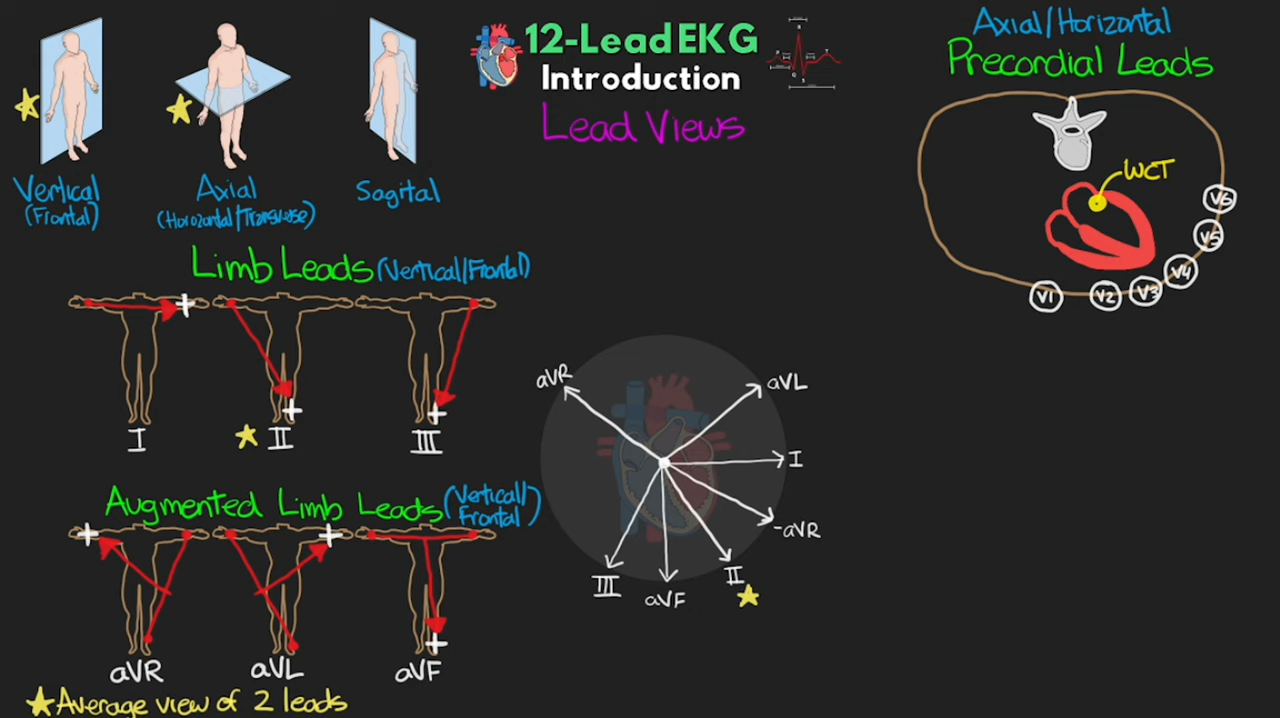 12-Lead EKG
Introduction
Lead Views
Vertical
(Frontal)
Axial
(Horozontal/Transverse)
Sagital
Limb Leads (Vertical/Frontal)
I
II
III
Augmented Limb Leads (Vertical/
Frontal)
aVR
aVL
aVF
Average view of 2 leads
aVR
aVL
I
-aVR
II
aVF
III
Axial/Horizontal
Precordial Leads
WCT
V6
V5
V4
V3
V2
V1